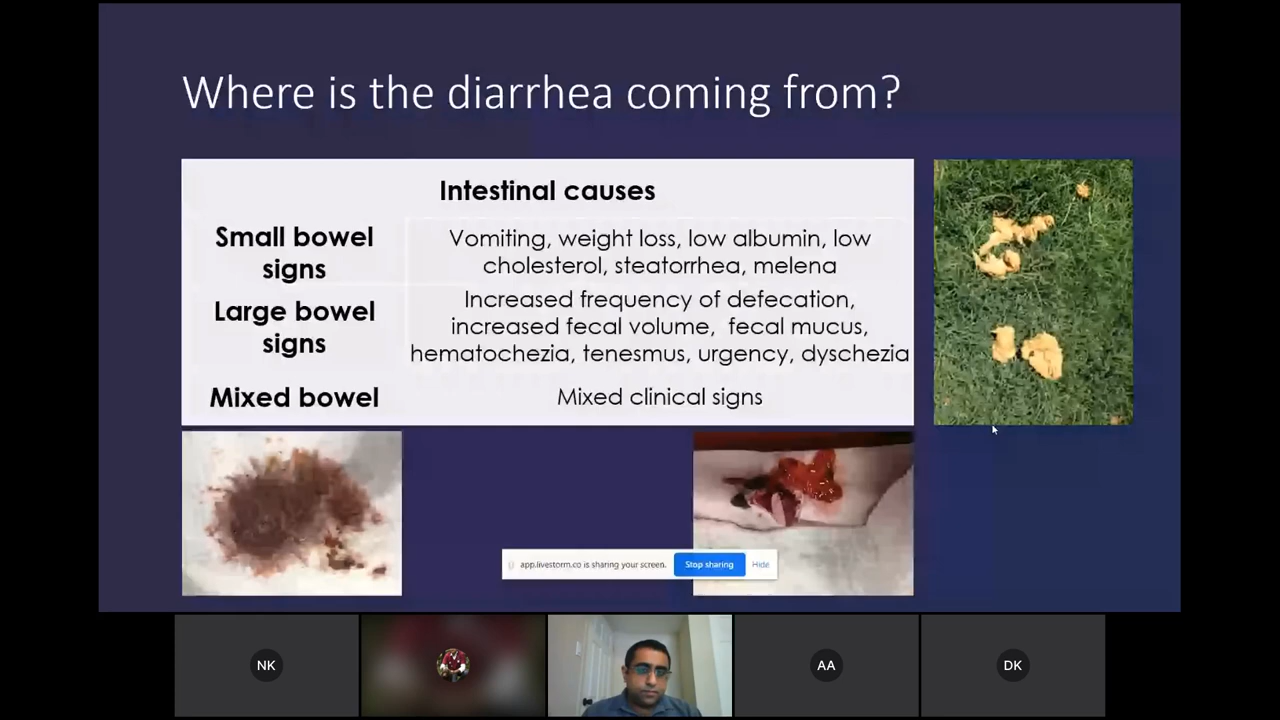 Where is the diarrhea coming from?
Intestinal causes
Small bowel
signs
Vomiting, weight loss, low albumin, low
cholesterol, steatorrhea, melena
Large bowel
signs
Increased frequency of defecation,
increased fecal volume, fecal mucus,
hematochezia, tenesmus, urgency, dyschezia
Mixed bowel
Mixed clinical signs
app.livestorm.co is sharing your screen.
Stop sharing
Hide
NK
AA
DK